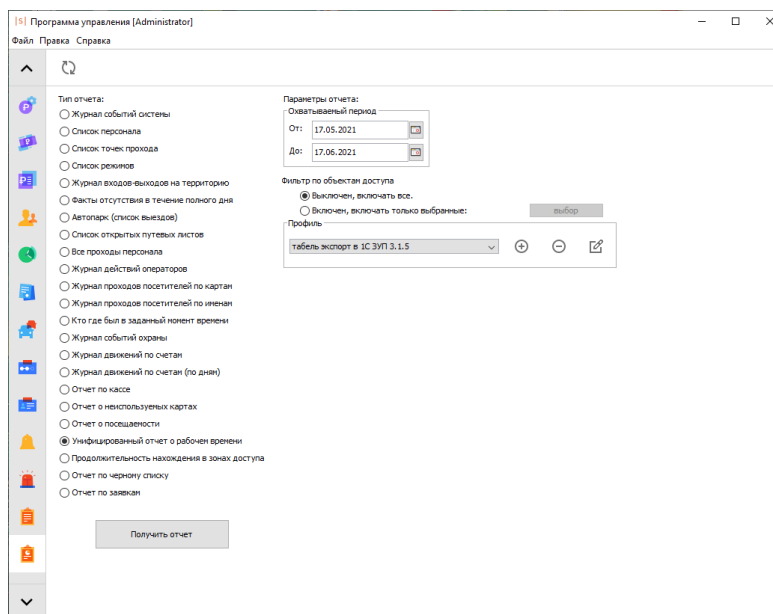 |S| Программа управления [Administrator]
Файл Правка Справка
Тип отчета:
Журнал событий системы
Список персонала
Список точек прохода
Список режимов
Журнал входов-выходов на территорию
Факты отсутствия в течение полного дня
Автопарк (список выездов)
Список открытых путевых листов
Все проходы персонала
Журнал действий операторов
Журнал проходов посетителей по картам
Журнал проходов посетителей по именам
Кто где был в заданный момент времени
Журнал событий охраны
Журнал движений по счетам
Журнал движений по счетам (по дням)
Отчет по кассе
Отчет о неиспользуемых картах
Отчет о посещаемости
Унифицированный отчет о рабочем времени
Продолжительность нахождения в зонах доступа
Отчет по черному списку
Отчет по заявкам
Получить отчет
Параметры отчета:
Охватываемый период
От: 17.05.2021
До: 17.06.2021
Фильтр по объектам доступа
Выключен, включать все.
Включен, включать только выбранные: выбор
Профиль
табель экспорт в 1С ЗУП 3.1.5